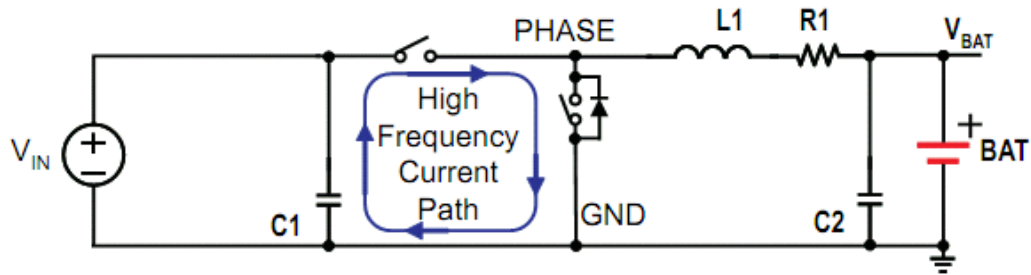 PHASE
L1
R1
VBAT
High
Frequency
Current
Path
VIN
+
−
C1
GND
C2
+
BAT